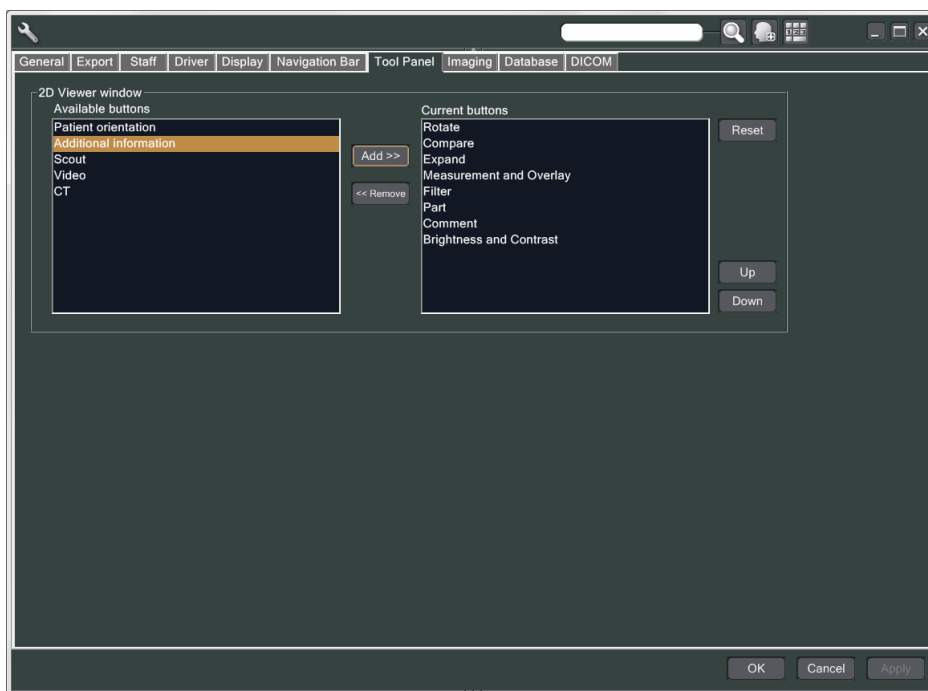 General Export Staff Driver Display Navigation Bar Tool Panel Imaging Database DICOM
2D Viewer window
Available buttons
Patient orientation
Additional information
Scout
Video
CT
Add >>
<< Remove
Current buttons
Rotate
Compare
Expand
Measurement and Overlay
Filter
Part
Comment
Brightness and Contrast
Reset
Up
Down
OK Cancel Apply